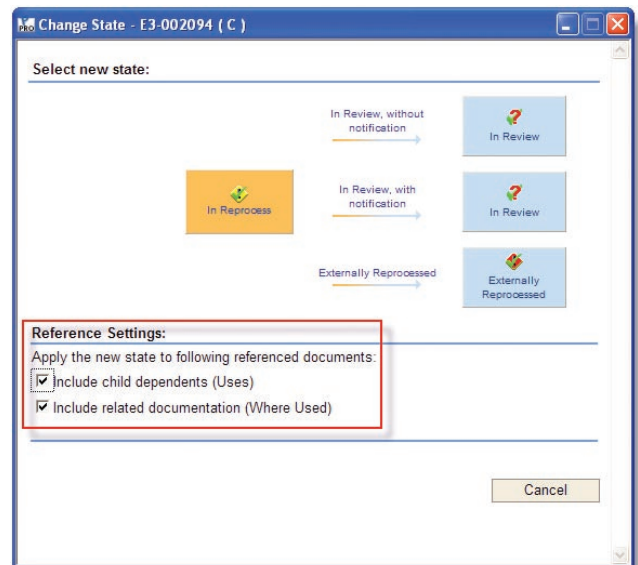 PRO Change State - E3-002094 ( C )
Select new state:
In Review, without
notification
In Review
In Reprocess
In Review, with
notification
In Review
Externally Reprocessed
Externally
Reprocessed
Reference Settings:
Apply the new state to following referenced documents:
Include child dependents (Uses)
Include related documentation (Where Used)
Cancel